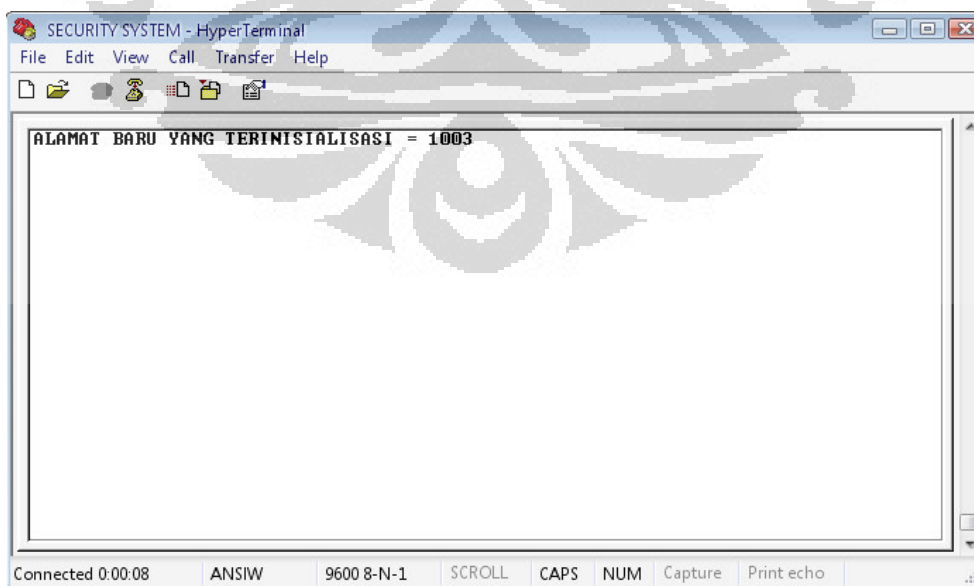 SECURITY SYSTEM - HyperTerminal
File Edit View Call Transfer Help
ALAMAT BARU YANG TERINISIALISASI = 1003
Connected 0:00:08 ANSIW 9600 8-N-1 SCROLL CAPS NUM Capture Print echo